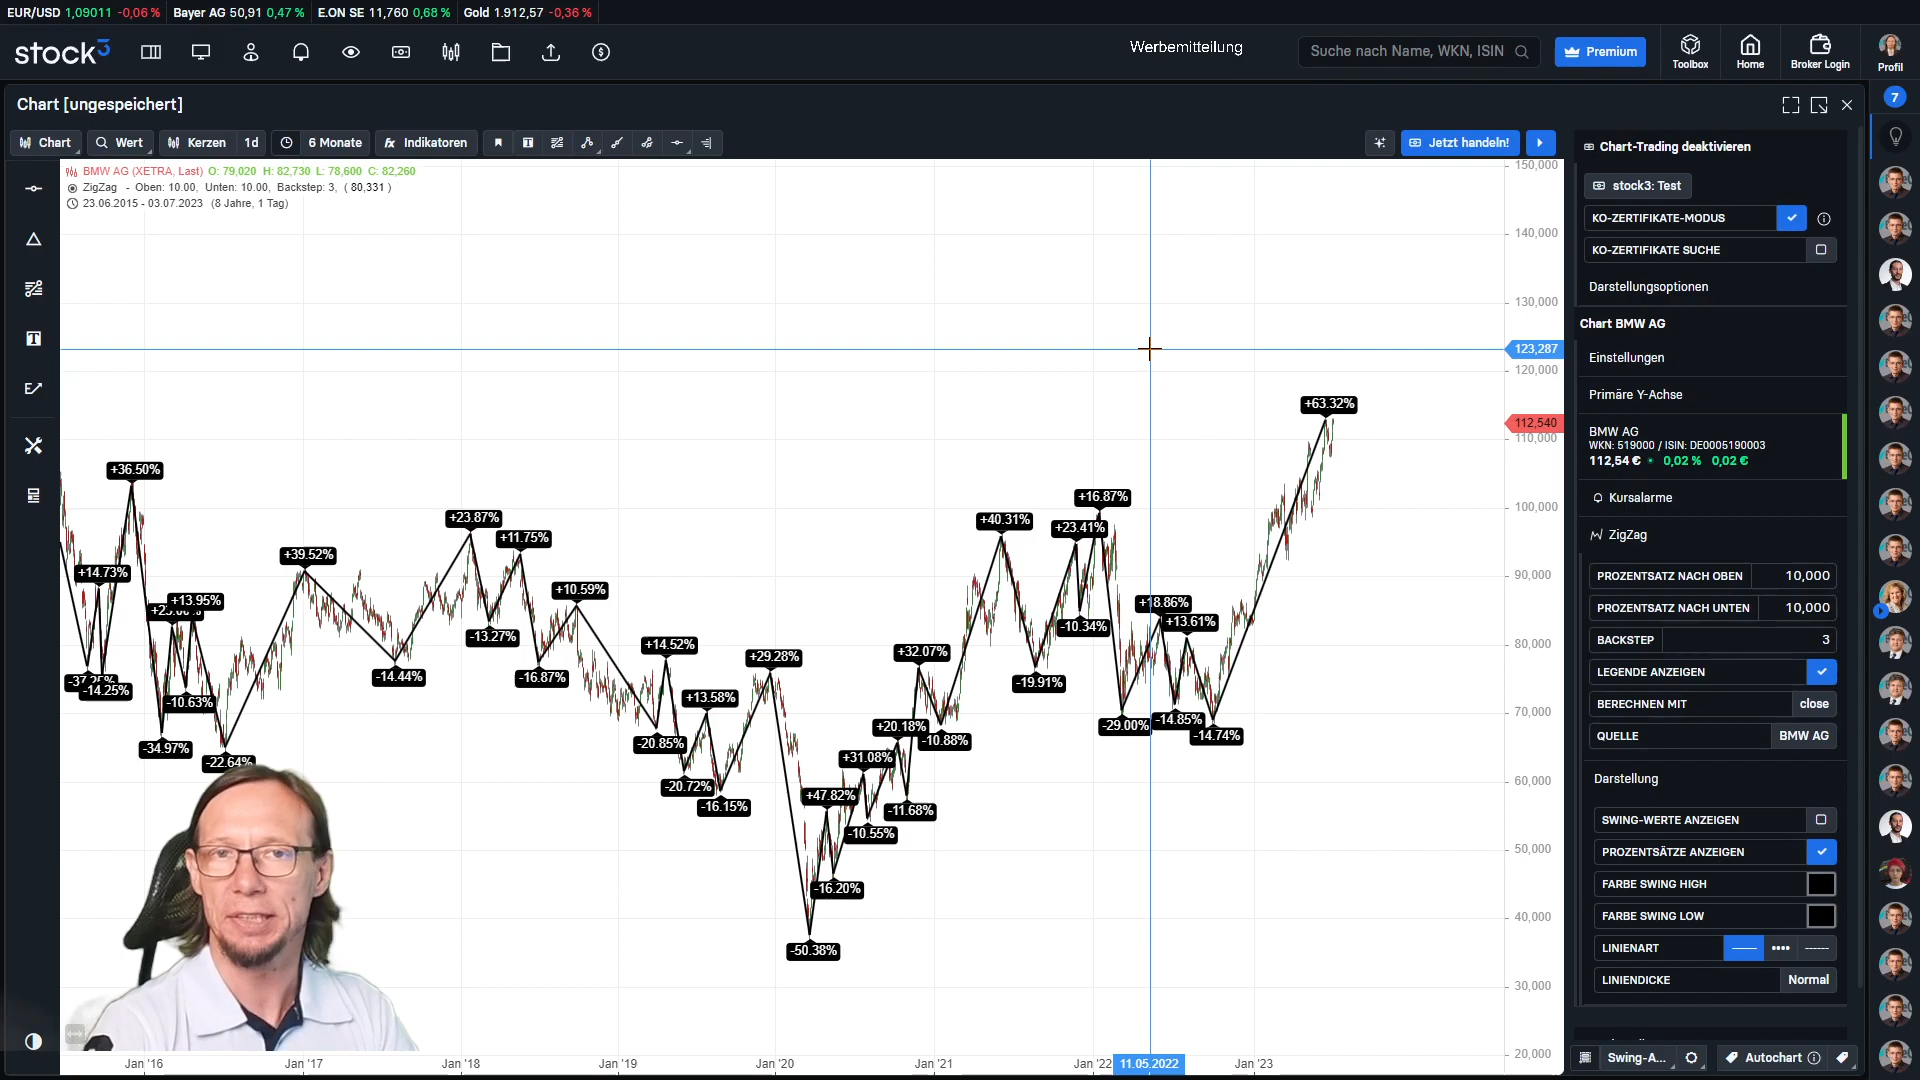 EUR/USD 1,09011 -0,06 % Bayer AG 50,91 0,47 % E.ON SE 11,760 0,68 % Gold 1.912,57 -0,36 %
stock3
Werbemitteilung
Suche nach Name, WKN, ISIN
Premium
Toolbox
Home
Broker Login
Profil
Chart [ungespeichert]
7
Chart Wert Kerzen 1d 6 Monate fx Indikatoren
Jetzt handeln!
BMW AG (XETRA, Last) O: 79,020 H: 82,730 L: 78,600 C: 82,260
ZigZag - Oben: 10.00, Unten: 10.00, Backstep: 3, ( 80,331 )
23.06.2015 - 03.07.2023 (8 Jahre, 1 Tag)
150,000
140,000
130,000
123,287
120,000
112,540
110,000
100,000
90,000
80,000
70,000
60,000
50,000
40,000
30,000
20,000
+63.32%
+36.50%
+16.87%
+23.87%
+40.31%
+23.41%
+11.75%
+39.52%
+14.73%
+10.59%
+13.95%
+18.86%
+13.61%
-10.34%
-13.27%
+14.52%
+32.07%
+29.28%
-14.44%
-16.87%
-19.91%
-14.25%
-10.63%
+13.58%
-14.85%
-29.00%
+20.18%
-14.74%
-10.88%
-20.85%
-34.97%
+31.08%
-22.64%
-20.72%
+47.82%
-16.15%
-11.68%
-10.55%
-16.20%
-50.38%
Jan '16
Jan '17
Jan '18
Jan '19
Jan '20
Jan '21
Jan '22
11.05.2022
Jan '23
Chart-Trading deaktivieren
stock3: Test
KO-ZERTIFIKATE-MODUS
KO-ZERTIFIKATE SUCHE
Darstellungsoptionen
Chart BMW AG
Einstellungen
Primäre Y-Achse
BMW AG
WKN: 519000 / ISIN: DE0005190003
112,54 € 0,02 % 0,02 €
Kursalarme
ZigZag
PROZENTSATZ NACH OBEN 10,000
PROZENTSATZ NACH UNTEN 10,000
BACKSTEP 3
LEGENDE ANZEIGEN
BERECHNEN MIT close
QUELLE BMW AG
Darstellung
SWING-WERTE ANZEIGEN
PROZENTSÄTZE ANZEIGEN
FARBE SWING HIGH
FARBE SWING LOW
LINIENART
LINIENDICKE Normal
Swing-A...
Autochart